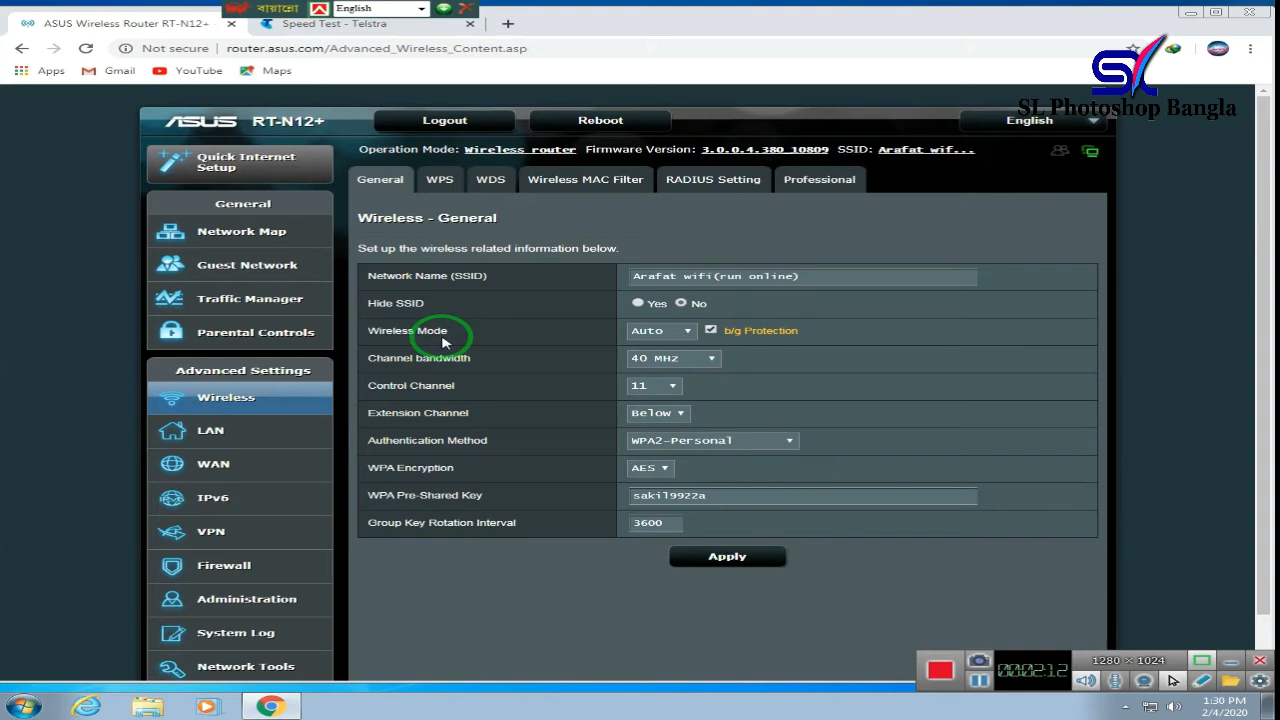 বায়ান্নো English
ASUS Wireless Router RT-N12+ Speed Test - Telstra
Not secure router.asus.com/Advanced_Wireless_Content.asp
Apps Gmail YouTube Maps
SL Photoshop Bangla
ASUS RT-N12+ Logout Reboot English
Quick Internet Setup
Operation Mode: Wireless router Firmware Version: 3.0.0.4.380_10809 SSID: Arafat wif...
General WPS WDS Wireless MAC Filter RADIUS Setting Professional
General
Network Map
Guest Network
Traffic Manager
Parental Controls
Advanced Settings
Wireless
LAN
WAN
IPv6
VPN
Firewall
Administration
System Log
Network Tools
Wireless - General
Set up the wireless related information below.
Network Name (SSID) Arafat wifi(run online)
Hide SSID Yes No
Wireless Mode Auto b/g Protection
Channel bandwidth 40 MHz
Control Channel 11
Extension Channel Below
Authentication Method WPA2-Personal
WPA Encryption AES
WPA Pre-Shared Key sakil9922a
Group Key Rotation Interval 3600
Apply
00:02:12 1280 × 1024
1:30 PM
2/4/2020